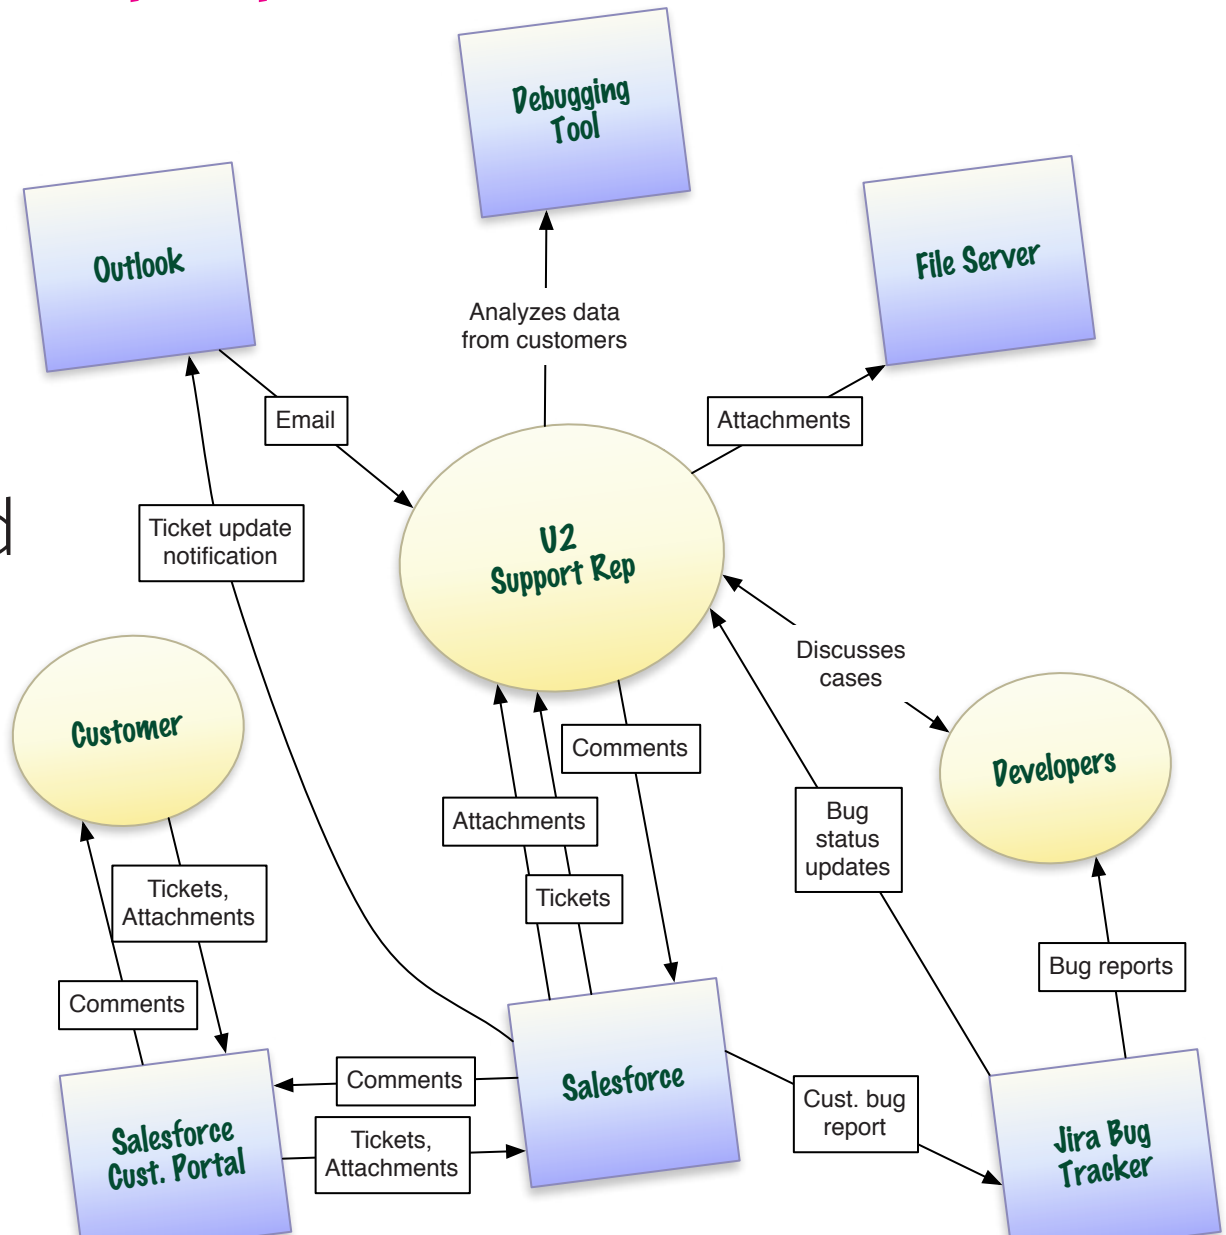 Debugging
Tool
Outlook
File Server
Analyzes data
from customers
Email
Attachments
Ticket update
notification
U2
Support Rep
Discusses
cases
Customer
Comments
Developers
Attachments
Bug
status
updates
Tickets,
Attachments
Tickets
Bug reports
Comments
Comments
Salesforce
Cust. bug
report
Salesforce
Cust. Portal
Tickets,
Attachments
Jira Bug
Tracker